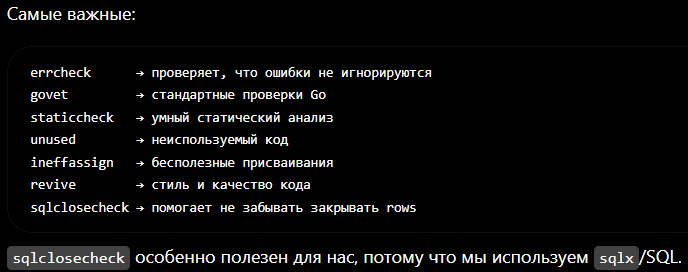 Самые важные:
errcheck → проверяет, что ошибки не игнорируются
govet → стандартные проверки Go
staticcheck → умный статический анализ
unused → неиспользуемый код
ineffassign → бесполезные присваивания
revive → стиль и качество кода
sqlclosecheck → помогает не забывать закрывать rows
sqlclosecheck особенно полезен для нас, потому что мы используем sqlx/SQL.